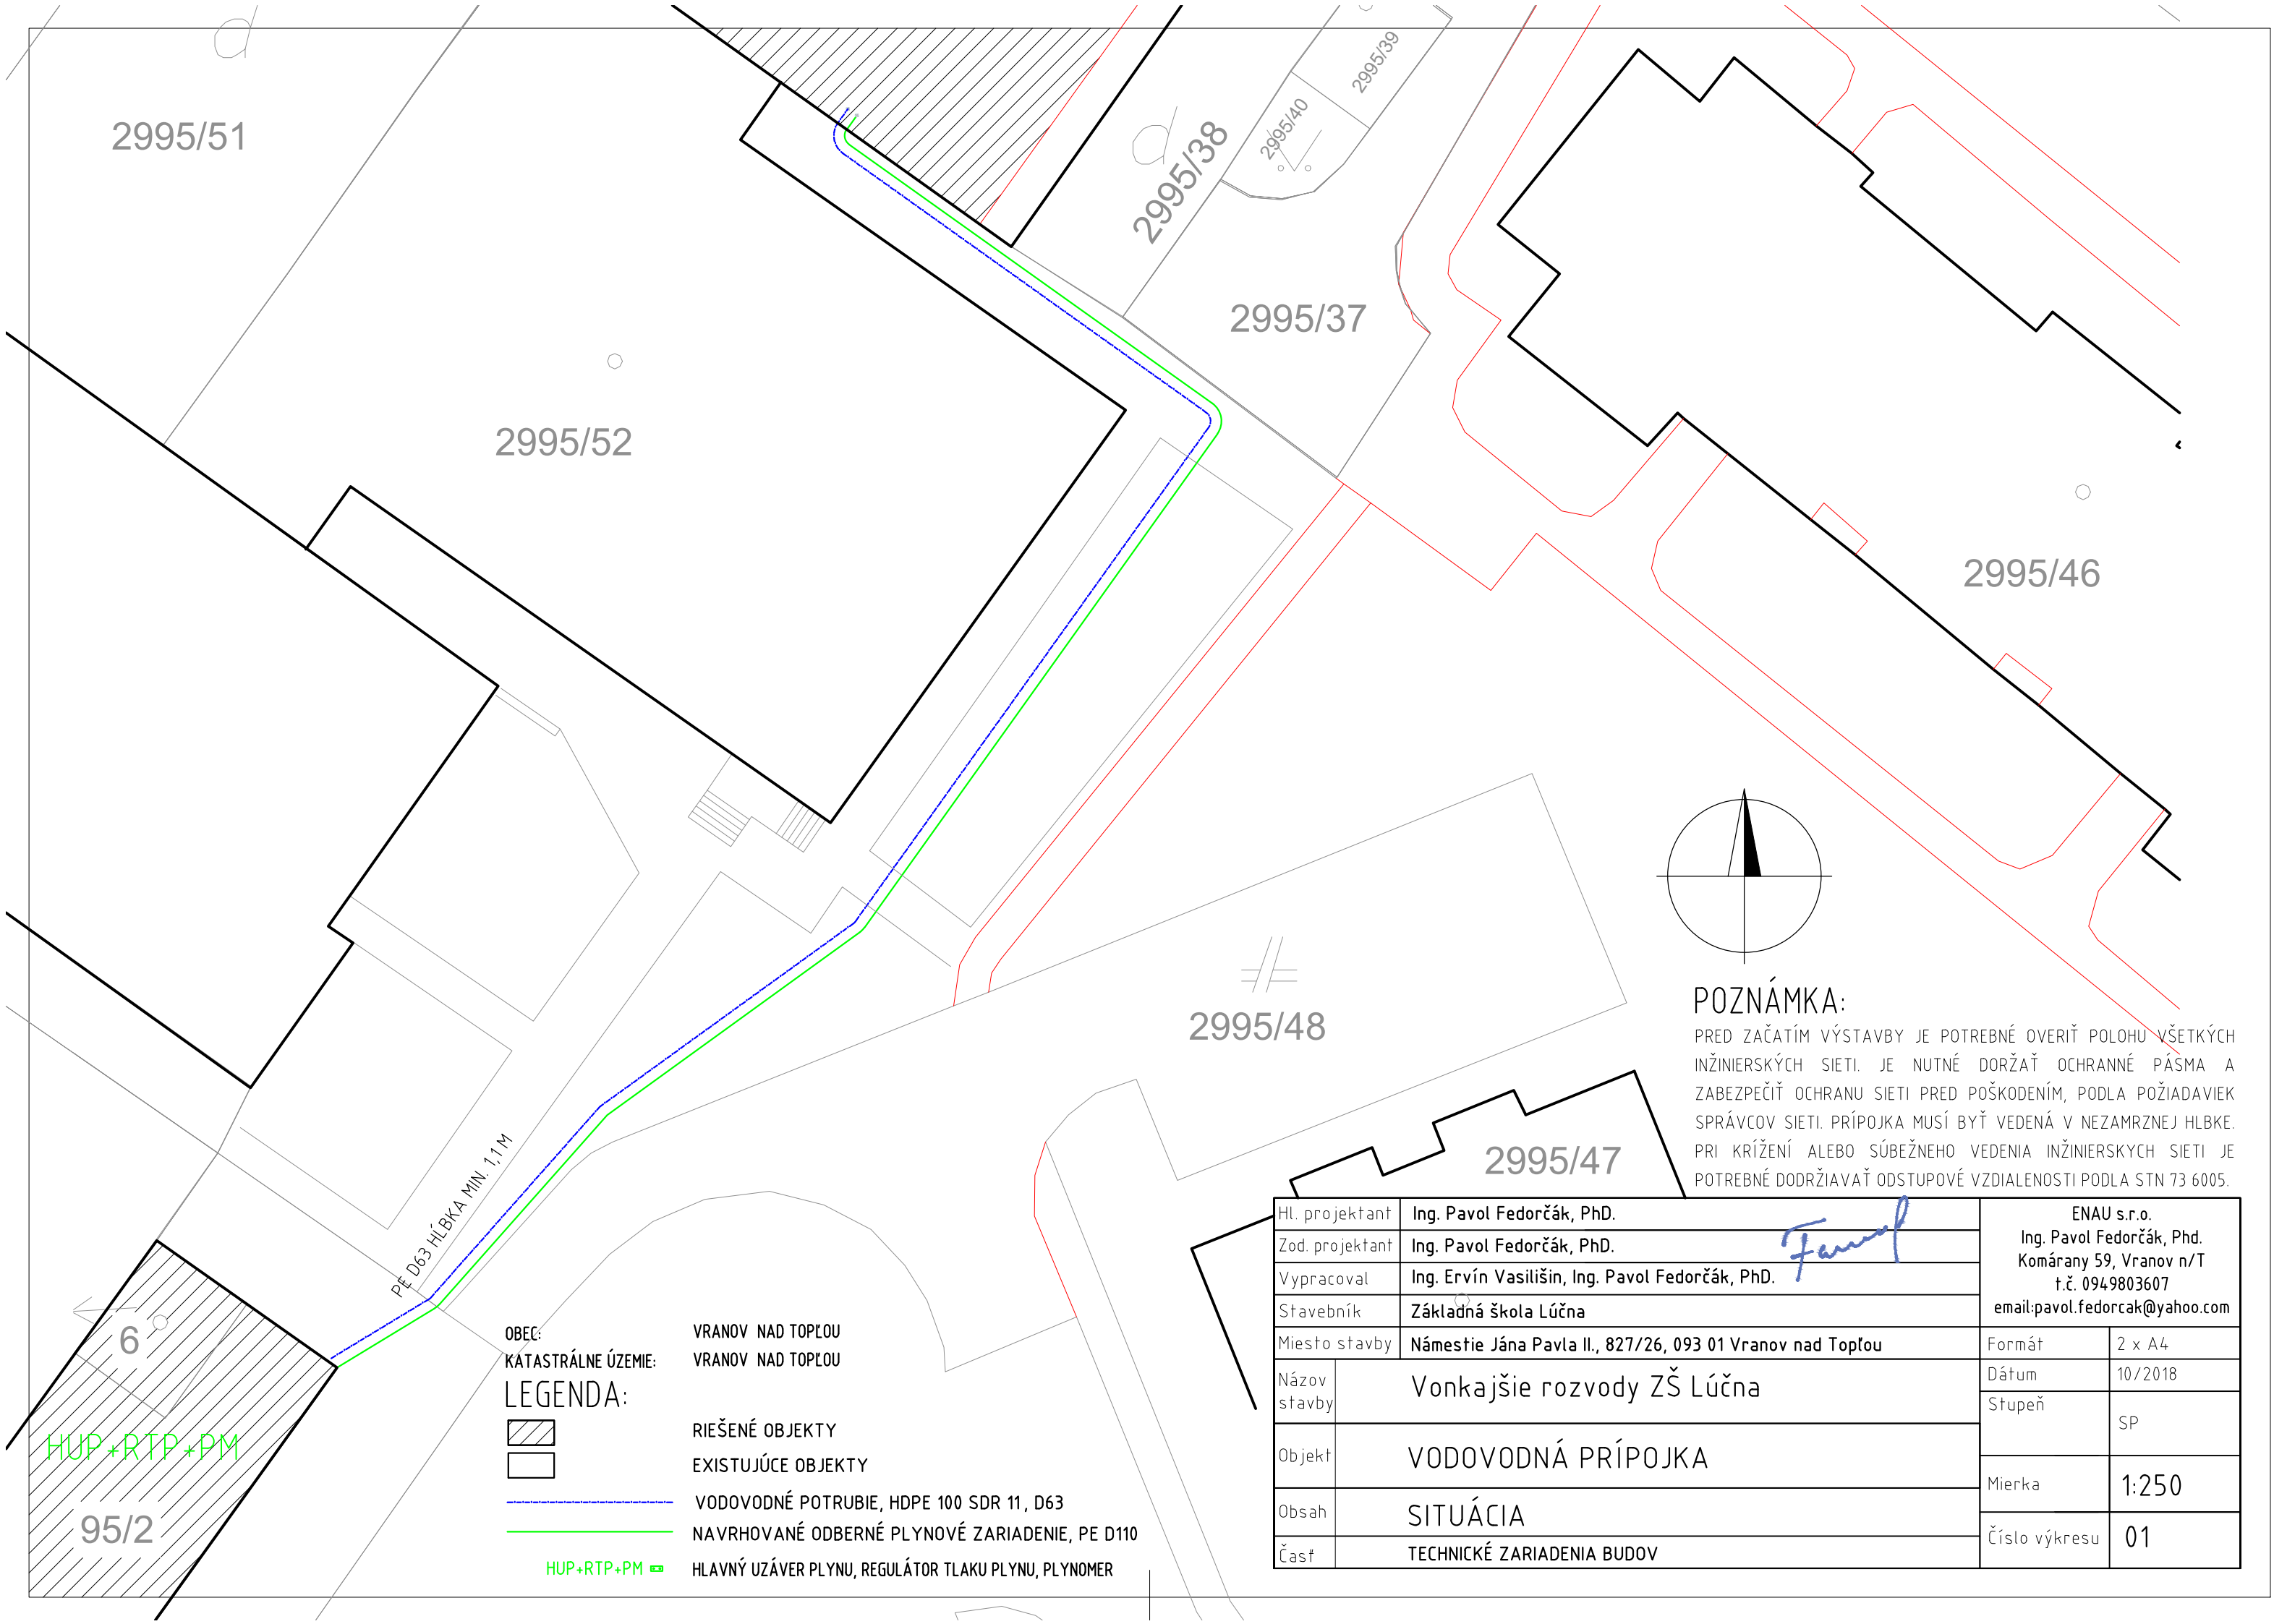 2995/51
2995/39
2995/40
2995/38
2995/37
2995/52
2995/46
2995/48
2995/47
PE D63 HĹBKA MIN. 1,1 M
6
HUP+RTP+PM
95/2
POZNÁMKA:
PRED ZAČATÍM VÝSTAVBY JE POTREBNÉ OVERIŤ POLOHU VŠETKÝCH
INŽINIERSKÝCH SIETI. JE NUTNÉ DORŽAŤ OCHRANNÉ PÁSMA A
ZABEZPEČIŤ OCHRANU SIETI PRED POŠKODENÍM, PODLA POŽIADAVIEK
SPRÁVCOV SIETI. PRÍPOJKA MUSÍ BYŤ VEDENÁ V NEZAMRZNEJ HLBKE.
PRI KRÍŽENÍ ALEBO SÚBEŽNEHO VEDENIA INŽINIERSKYCH SIETI JE
POTREBNÉ DODRŽIAVAŤ ODSTUPOVÉ VZDIALENOSTI PODLA STN 73 6005.
OBEC: VRANOV NAD TOPĽOU
KATASTRÁLNE ÚZEMIE: VRANOV NAD TOPĽOU
LEGENDA:
RIEŠENÉ OBJEKTY
EXISTUJÚCE OBJEKTY
VODOVODNÉ POTRUBIE, HDPE 100 SDR 11, D63
NAVRHOVANÉ ODBERNÉ PLYNOVÉ ZARIADENIE, PE D110
HUP+RTP+PM HLAVNÝ UZÁVER PLYNU, REGULÁTOR TLAKU PLYNU, PLYNOMER
Hl. projektant Ing. Pavol Fedorčák, PhD.
Zod. projektant Ing. Pavol Fedorčák, PhD.
Vypracoval Ing. Ervín Vasilišin, Ing. Pavol Fedorčák, PhD.
Stavebník Základná škola Lúčna
Miesto stavby Námestie Jána Pavla II., 827/26, 093 01 Vranov nad Topľou
Názov stavby Vonkajšie rozvody ZŠ Lúčna
Objekt VODOVODNÁ PRÍPOJKA
Obsah SITUÁCIA
Časť TECHNICKÉ ZARIADENIA BUDOV
ENAU s.r.o.
Ing. Pavol Fedorčák, Phd.
Komárany 59, Vranov n/T
t.č. 0949803607
email:pavol.fedorcak@yahoo.com
Formát 2 x A4
Dátum 10/2018
Stupeň SP
Mierka 1:250
Číslo výkresu 01